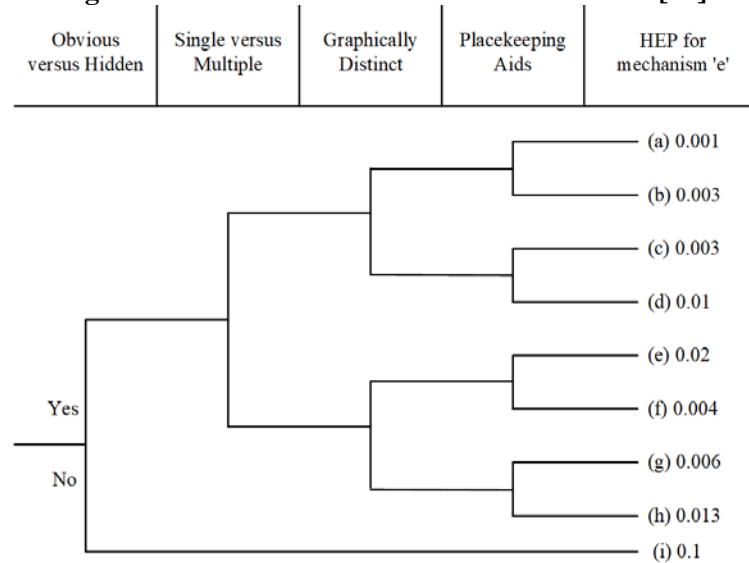 Obvious
versus Hidden
Single versus
Multiple
Graphically
Distinct
Placekeeping
Aids
HEP for
mechanism 'e'
(a) 0.001
(b) 0.003
(c) 0.003
(d) 0.01
(e) 0.02
(f) 0.004
(g) 0.006
(h) 0.013
(i) 0.1
Yes
No